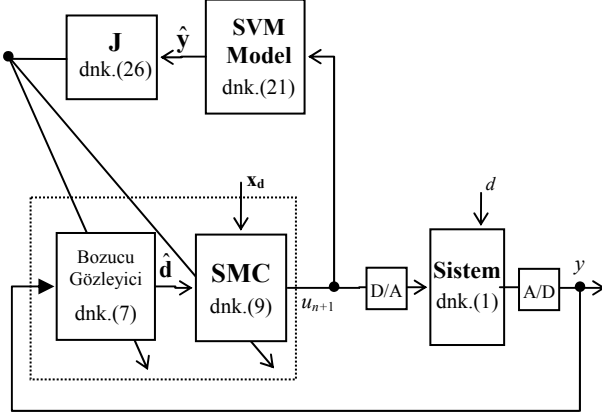 J
dnk.(26)
ŷ
SVM
Model
dnk.(21)
x_d
d
Bozucu
Gözleyici
dnk.(7)
d̂
SMC
dnk.(9)
u_{n+1}
D/A
Sistem
dnk.(1)
A/D
y